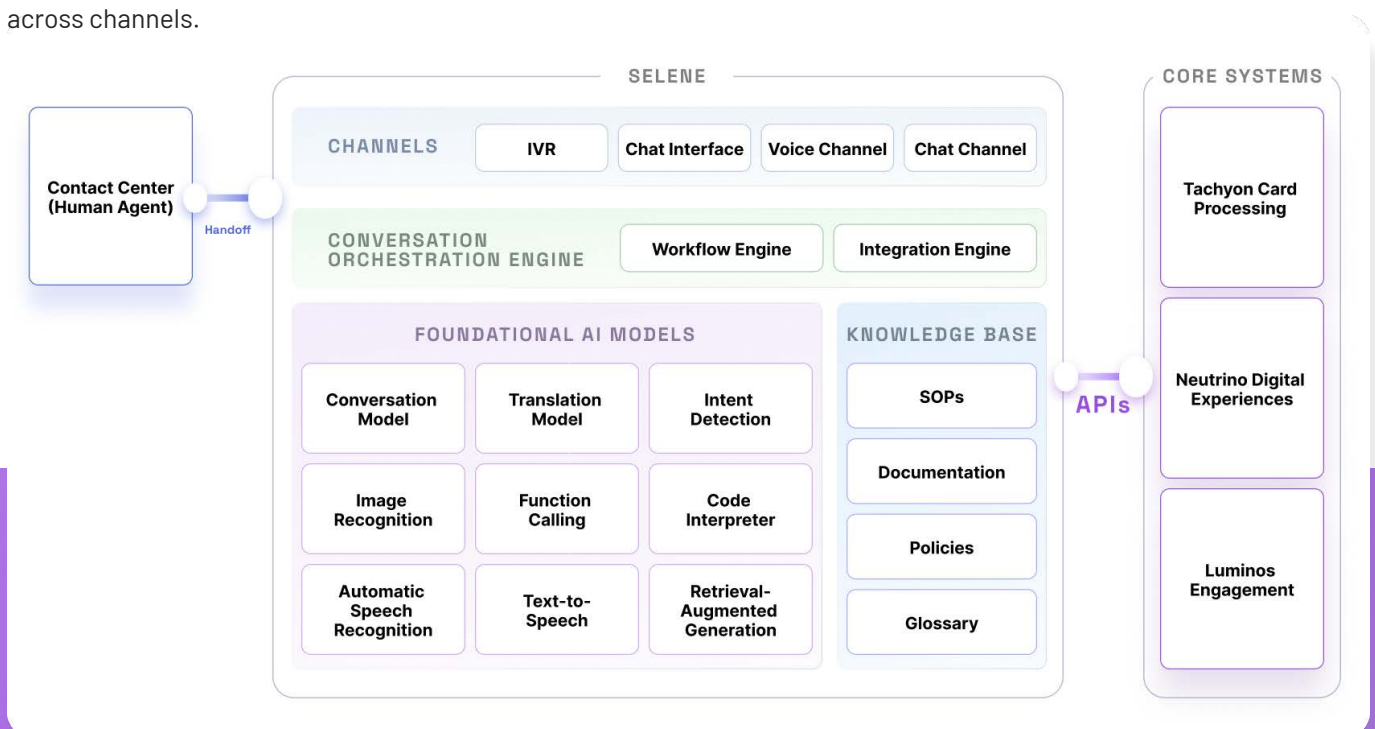 across channels.
SELENE
CORE SYSTEMS
Contact Center
(Human Agent)
Handoff
CHANNELS
IVR
Chat Interface
Voice Channel
Chat Channel
CONVERSATION
ORCHESTRATION ENGINE
Workflow Engine
Integration Engine
FOUNDATIONAL AI MODELS
Conversation
Model
Translation
Model
Intent
Detection
Image
Recognition
Function
Calling
Code
Interpreter
Automatic
Speech
Recognition
Text-to-
Speech
Retrieval-
Augmented
Generation
KNOWLEDGE BASE
SOPs
Documentation
Policies
Glossary
APIs
Tachyon Card
Processing
Neutrino Digital
Experiences
Luminos
Engagement